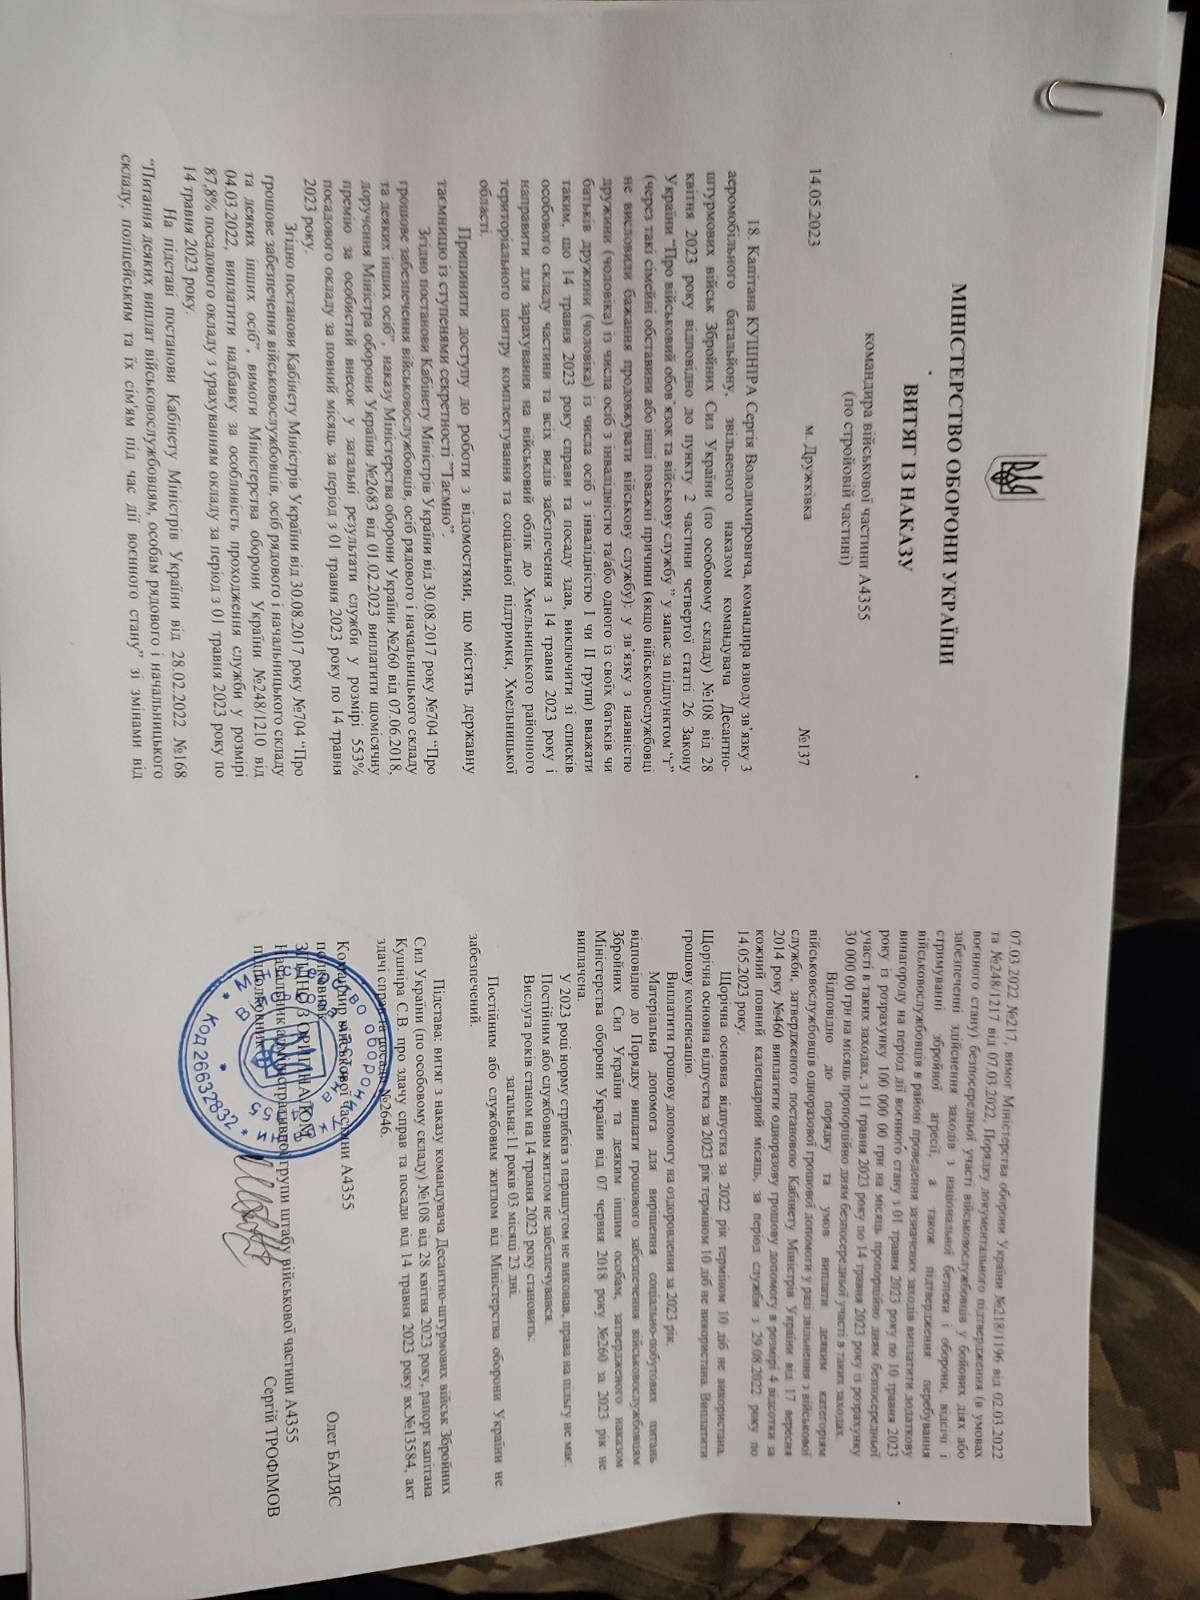 МІНІСТЕРСТВО ОБОРОНИ УКРАЇНИ
ВИТЯГ ІЗ НАКАЗУ
командира військової частини А4355
(по стройовій частині)
14.05.2023 м. Дружківка №137
18. Капітана КУШНІРА Сергія Володимировича, командира взводу зв’язку 3
аеромобільного батальйону, звільненого наказом командувача Десантно-
штурмових військ Збройних Сил України (по особовому складу) №108 від 28
квітня 2023 року відповідно до пункту 2 частини четвертої статті 26 Закону
України “Про військовий обов’язок та військову службу ” у запас за підпунктом “г”
(через такі сімейні обставини або інші поважні причини (якщо військовослужбовці
не висловили бажання продовжувати військову службу): у зв’язку з наявністю
дружини (чоловіка) із числа осіб з інвалідністю та/або одного із своїх батьків чи
батьків дружини (чоловіка) із числа осіб з інвалідністю I чи II групи) вважати
таким, що 14 травня 2023 року справи та посаду здав, виключити зі списків
особового складу частини та всіх видів забезпечення з 14 травня 2023 року і
направити для зарахування на військовий облік до Хмельницького районного
територіального центру комплектування та соціальної підтримки, Хмельницької
області.
Припинити доступу до роботи з відомостями, що містять державну
таємницю із ступенями секретності ”Таємно”.
Згідно постанови Кабінету Міністрів України від 30.08.2017 року №704 “Про
грошове забезпечення військовослужбовців, осіб рядового і начальницького складу
та деяких інших осіб”, наказу Міністерства оборони України №260 від 07.06.2018,
доручення Міністра оборони України №2683 від 01.02.2023 виплатити щомісячну
премію за особистий внесок у загальні результати служби у розмірі 553%
посадового окладу за повний місяць за період з 01 травня 2023 року по 14 травня
2023 року.
Згідно постанови Кабінету Міністрів України від 30.08.2017 року №704 “Про
грошове забезпечення військовослужбовців, осіб рядового і начальницького складу
та деяких інших осіб”, вимоги Міністерства оборони України №248/1210 від
04.03.2022, виплатити надбавку за особливість проходження служби у розмірі
87,8% посадового окладу з урахуванням окладу за період з 01 травня 2023 року по
14 травня 2023 року.
На підставі постанови Кабінету Міністрів України від 28.02.2022 №168
“Питання деяких виплат військовослужбовцям, особам рядового і начальницького
складу, поліцейським та їх сім'ям під час дії воєнного стану” зі змінами від
07.03.2022 №217, вимог Міністерства оборони України №218/1196 від 02.03.2022
та №248/1217 від 07.03.2022, Порядку документального підтвердження (в умовах
воєнного стану) безпосередньої участі військовослужбовців у бойових діях або
забезпеченні здійснення заходів з національної безпеки і оборони, відсічі і
стримуванні збройної агресії, а також підтвердження перебування
військовослужбовців в районі проведення зазначених заходів виплатити додаткову
винагороду на період дії воєнного стану з 01 травня 2023 року по 10 травня 2023
року із розрахунку 100 000 00 грн на місяць пропорційно дням безпосередньої
участі в таких заходах, з 11 травня 2023 року по 14 травня 2023 року із розрахунку
30 000 00 грн на місяць пропорційно дням безпосередньої участі в таких заходах.
Відповідно до порядку та умов виплати деяким категоріям
військовослужбовців одноразової грошової допомоги у разі звільнення з військової
служби, затвердженого постановою Кабінету Міністрів України від 17 вересня
2014 року №460 виплатити одноразову грошову допомогу в розмірі 4 відсотки за
кожний повний календарний місяць, за період служби з 29.08.2022 року по
14.05.2023 року.
Щорічна основна відпустка за 2022 рік терміном 10 діб не використана.
Щорічна основна відпустка за 2023 рік терміном 10 діб не використана. Виплатити
грошову компенсацію.
Виплатити грошову допомогу на оздоровлення за 2023 рік.
Матеріальна допомога для вирішення соціально-побутових питань
відповідно до Порядку виплати грошового забезпечення військовослужбовцям
Збройних Сил України та деяким іншим особам, затвердженого наказом
Міністерства оборони України від 07 червня 2018 року №260 за 2023 рік не
виплачена.
У 2023 році норму стрибків з парашутом не виконав, права на пільгу не має.
Постійним або службовим житлом не забезпечувався.
Вислуга років станом на 14 травня 2023 року становить:
загальна:11 років 03 місяці 23 дні.
Постійним або службовим житлом від Міністерства оборони України не
забезпечений.
Підстава: витяг з наказу командувача Десантно-штурмових військ Збройних
Сил України (по особовому складу) №108 від 28 квітня 2023 року, рапорт капітана
Кушніра С.В. про здачу справ та посади від 14 травня 2023 року вх.№13584, акт
здачі справ та посади №2646.
Командир військової частини А4355
полковник Олег БАЛЯС
ЗГІДНО З ОРИГІНАЛОМ
Начальник адміністративної групи штабу військової частини А4355
підполковник Сергій ТРОФІМОВ
Код 26632832